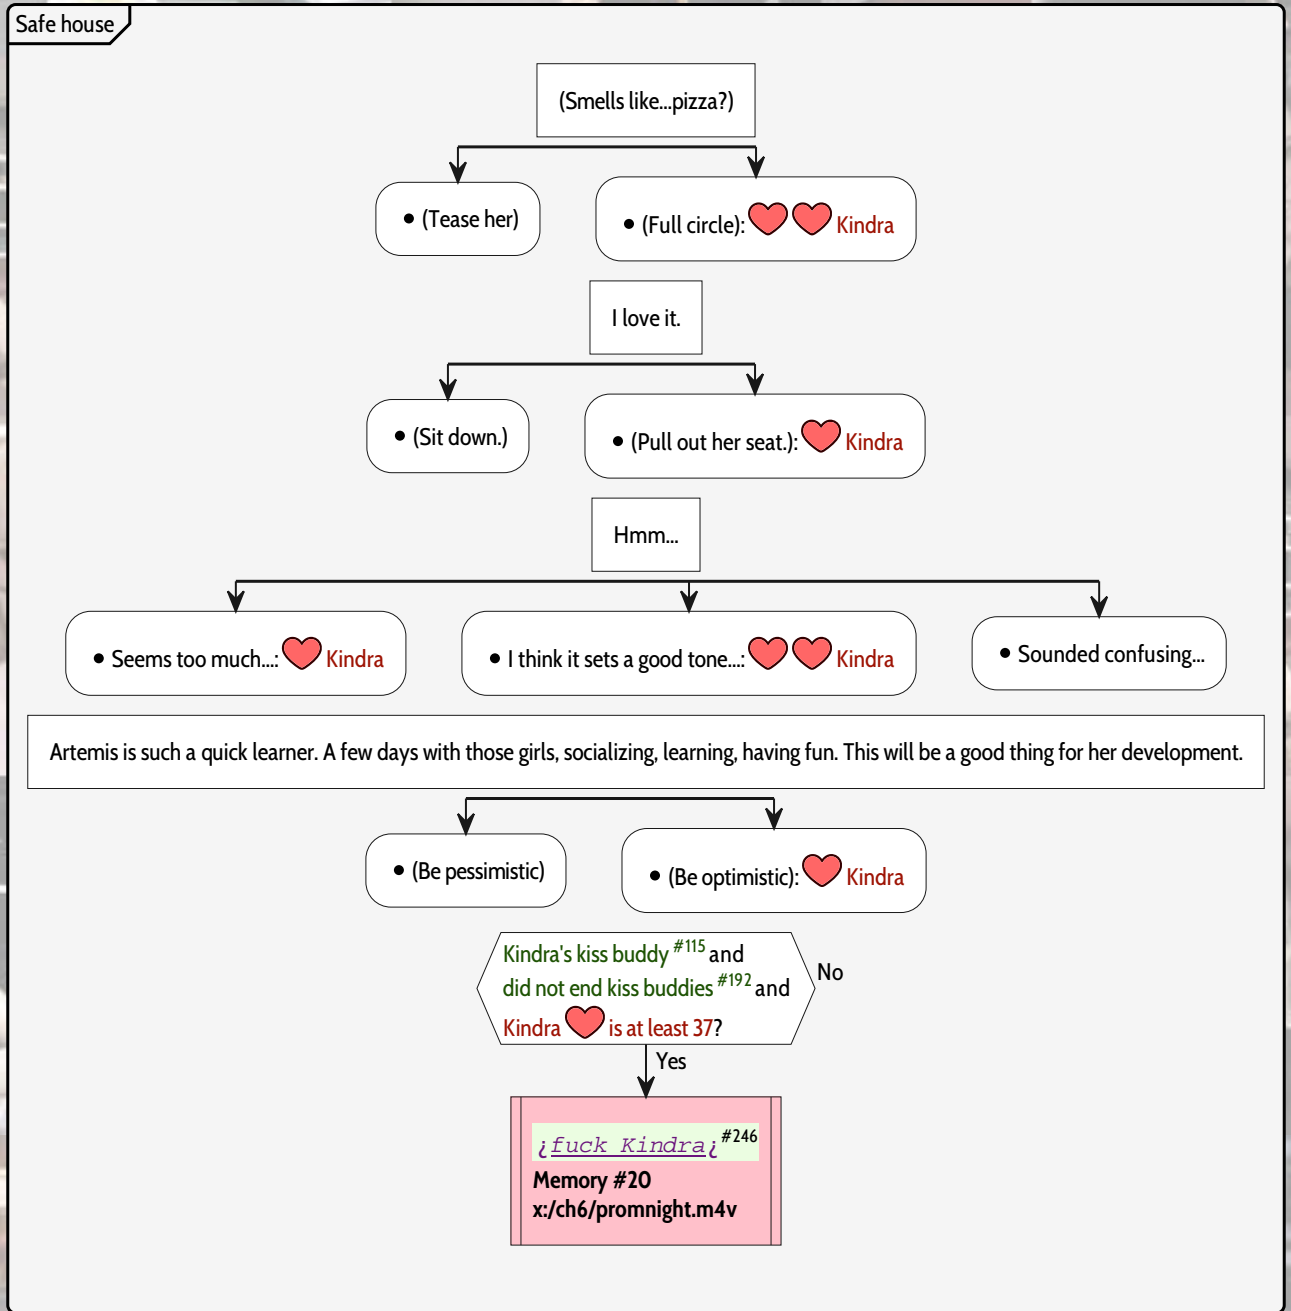 Safe house
(Smells like...pizza?)
• (Tease her)
• (Full circle): Kindra
I love it.
• (Sit down.)
• (Pull out her seat.): Kindra
Hmm...
• Seems too much...: Kindra
• I think it sets a good tone...: Kindra
• Sounded confusing...
Artemis is such a quick learner. A few days with those girls, socializing, learning, having fun. This will be a good thing for her development.
• (Be pessimistic)
• (Be optimistic): Kindra
Kindra's kiss buddy #115 and
did not end kiss buddies #192 and
Kindra is at least 37?
No
Yes
¿fuck Kindra¿ #246
Memory #20
x:/ch6/promnight.m4v